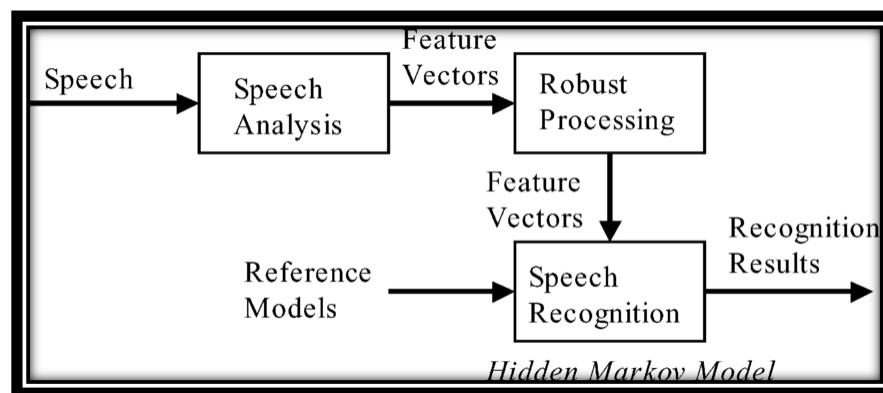 Speech
Speech
Analysis
Feature
Vectors
Robust
Processing
Feature
Vectors
Reference
Models
Speech
Recognition
Recognition
Results
Hidden Markov Model